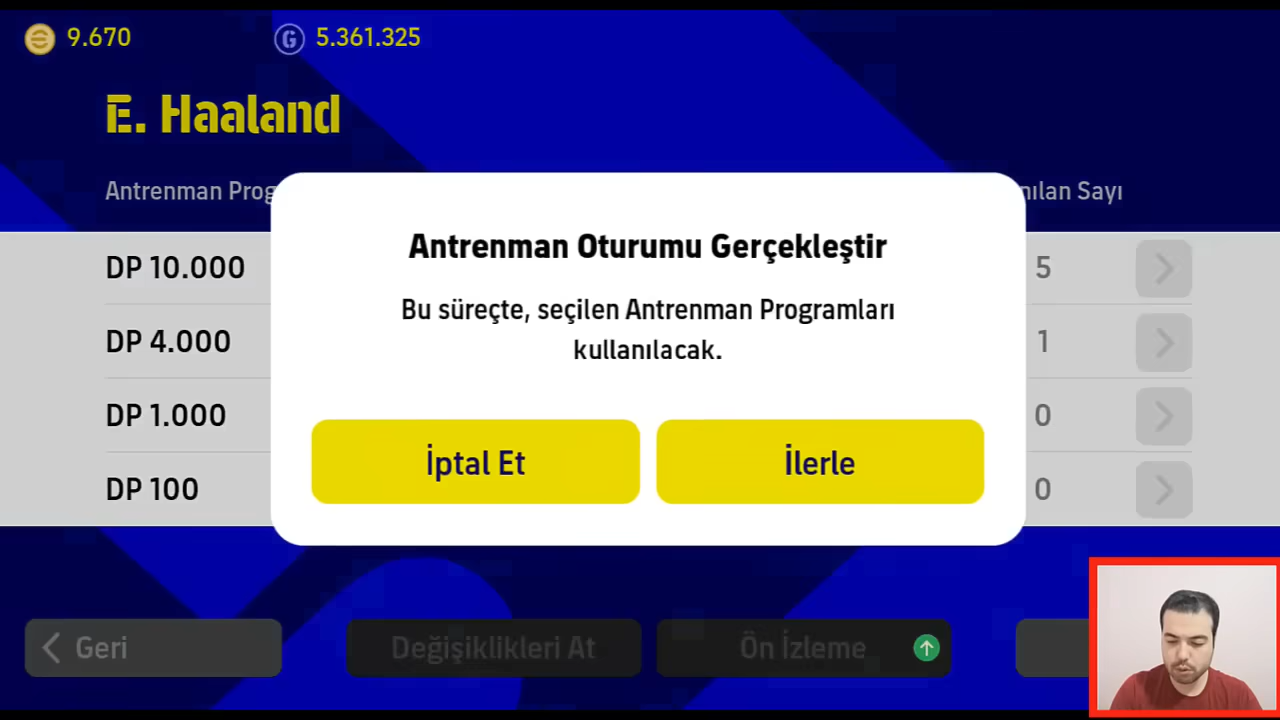 9.670
5.361.325
E. Haaland
Antrenman Prog
nılan Sayı
Antrenman Oturumu Gerçekleştir
Bu süreçte, seçilen Antrenman Programları
kullanılacak.
DP 10.000
5
DP 4.000
1
DP 1.000
0
DP 100
0
İptal Et
İlerle
Geri
Değişiklikleri At
Ön İzleme